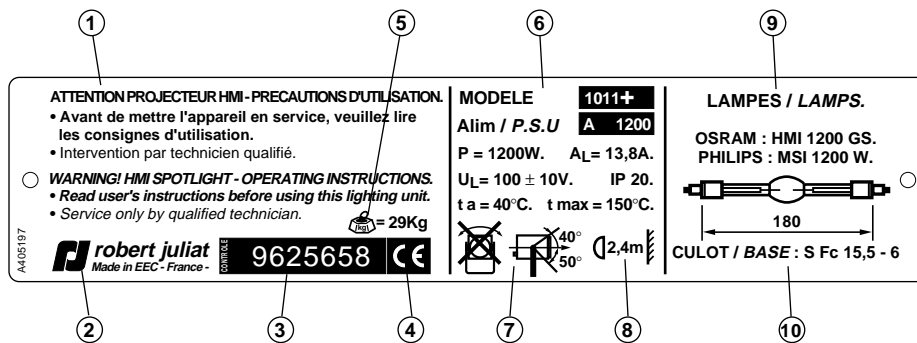 1
5
6
9
ATTENTION PROJECTEUR HMI - PRECAUTIONS D'UTILISATION.
• Avant de mettre l'appareil en service, veuillez lire
les consignes d'utilisation.
• Intervention par technicien qualifié.
WARNING! HMI SPOTLIGHT - OPERATING INSTRUCTIONS.
• Read user's instructions before using this lighting unit.
• Service only by qualified technician.
(kg) = 29Kg
A405197
robert juliat
Made in EEC - France -
CONTROLE
9625658
CE
MODELE 1011+
Alim / P.S.U A 1200
P = 1200W. AL= 13,8A.
UL= 100 ± 10V. IP 20.
t a = 40°C. t max = 150°C.
40°
50°
2,4m
LAMPES / LAMPS.
OSRAM : HMI 1200 GS.
PHILIPS : MSI 1200 W.
180
CULOT / BASE : S Fc 15,5 - 6
2
3
4
7
8
10